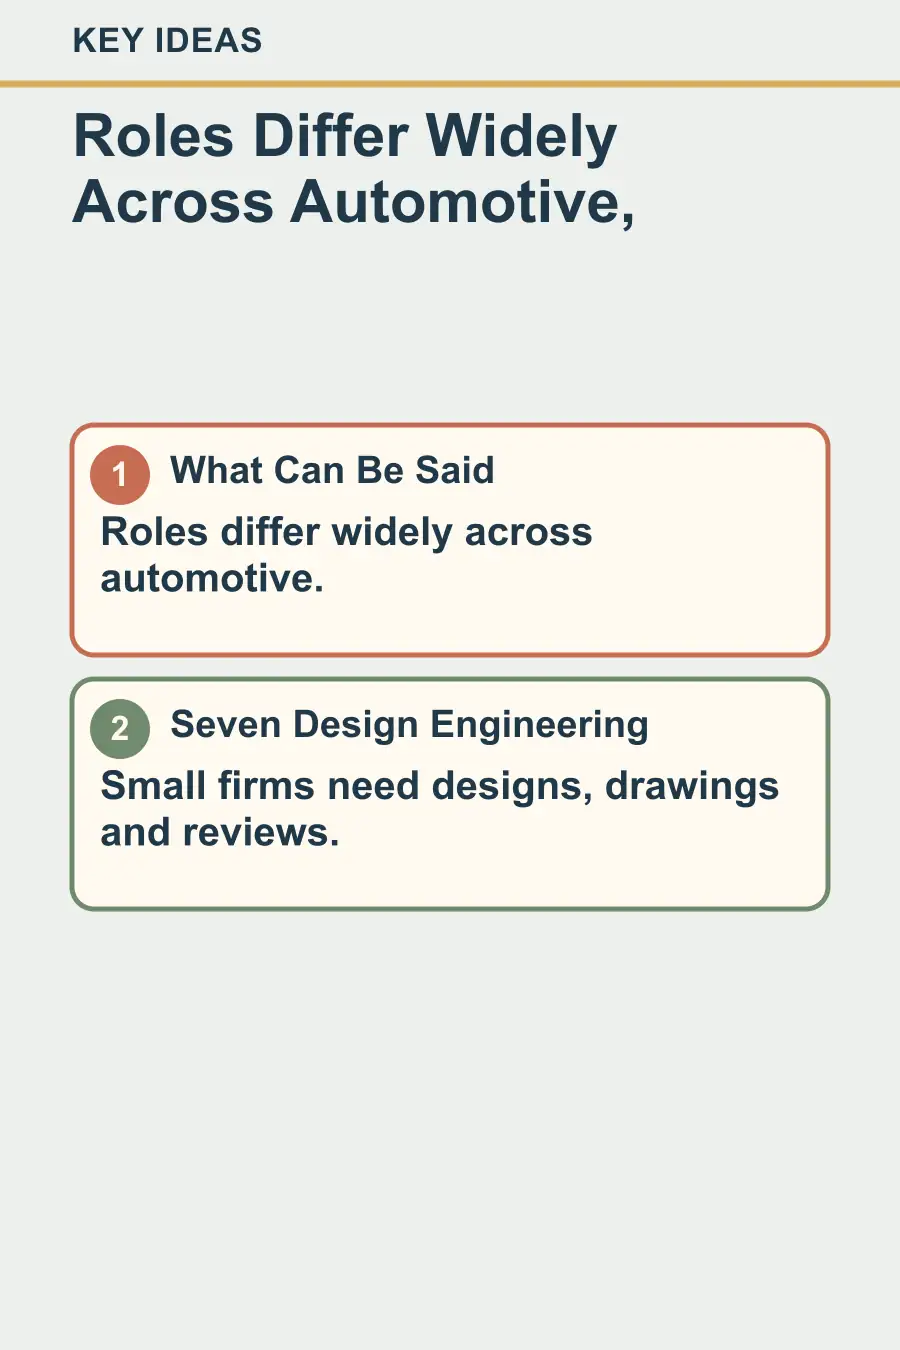 KEY IDEAS
Roles Differ Widely
Across Automotive,
1 What Can Be Said
Roles differ widely across
automotive.
2 Seven Design Engineering
Small firms need designs, drawings
and reviews.